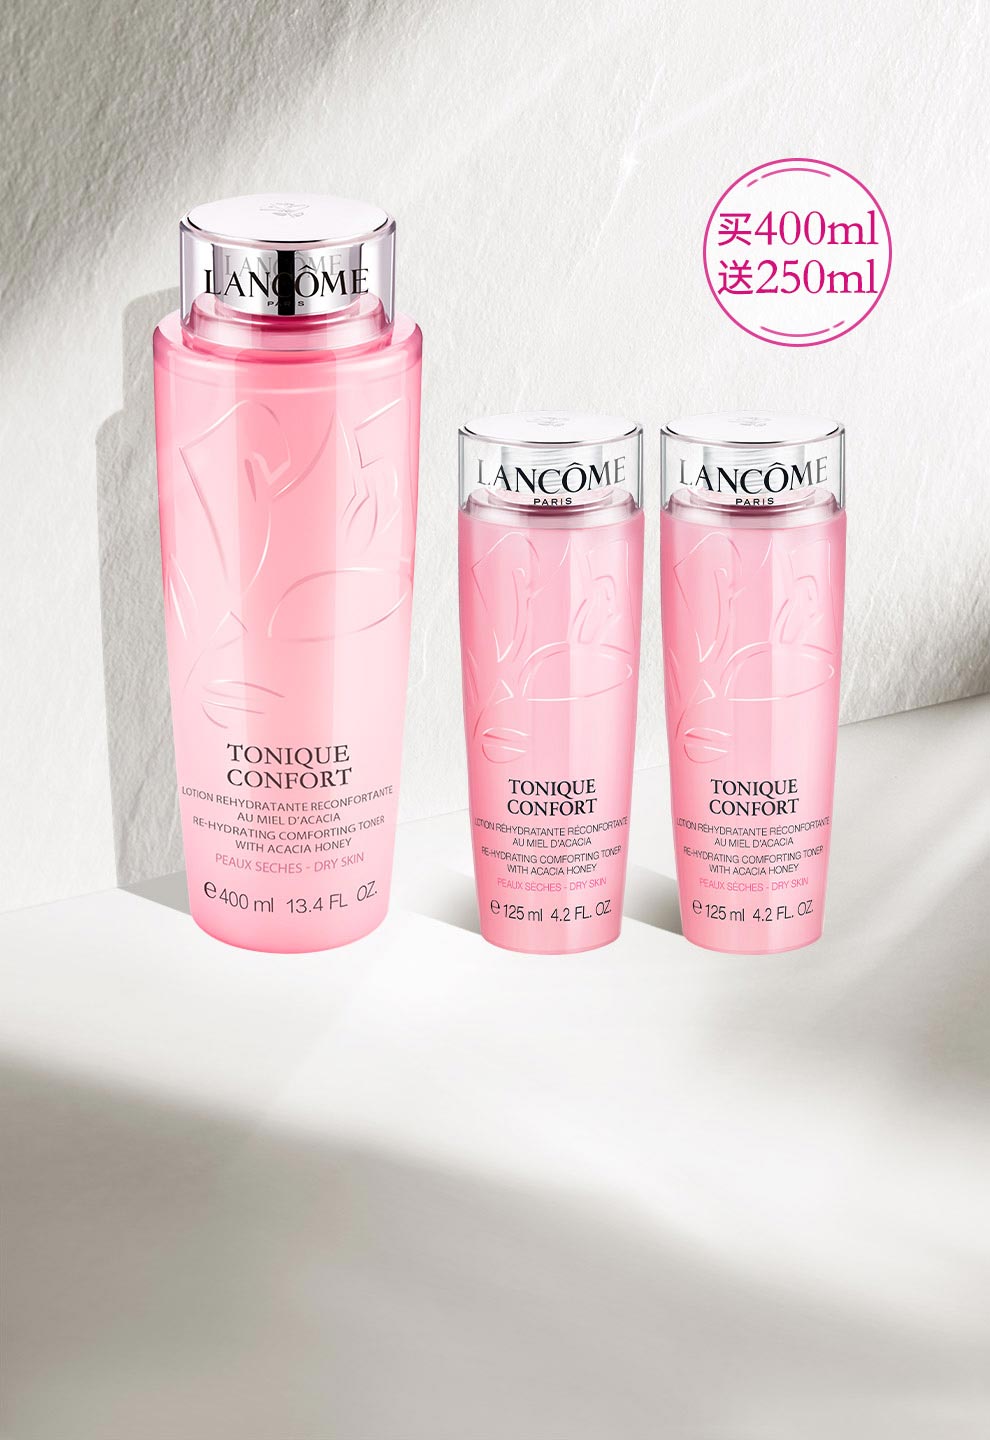 买400ml
送250ml
LANCÔME
LANCÔME
PARIS
TONIQUE
CONFORT
LOTION REHYDRATANTE RECONFORTANTE
AU MIEL D'ACACIA
RE-HYDRATING COMFORTING TONER
WITH ACACIA HONEY
PEAUX SECHES - DRY SKIN
e 400 ml 13.4 FL OZ.
LANCÔME
PARIS
TONIQUE
CONFORT
LOTION RÉHYDRATANTE RÉCONFORTANTE
AU MIEL D'ACACIA
RE-HYDRATING COMFORTING TONER
WITH ACACIA HONEY
PEAUX SÈCHES - DRY SKIN
e 125 ml 4.2 FL. OZ.
LANCÔME
PARIS
TONIQUE
CONFORT
LOTION RÉHYDRATANTE RÉCONFORTANTE
AU MIEL D'ACACIA
RE-HYDRATING COMFORTING TONER
WITH ACACIA HONEY
PEAUX SÈCHES - DRY SKIN
e 125 ml 4.2 FL. OZ.